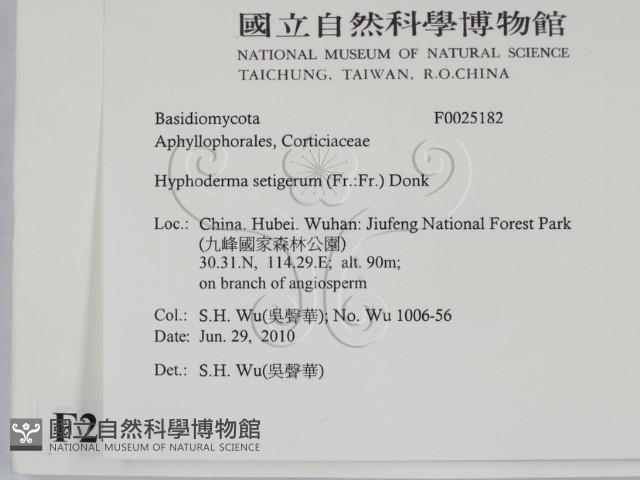 國立自然科學博物館
NATIONAL MUSEUM OF NATURAL SCIENCE
TAICHUNG, TAIWAN, R.O.CHINA
Basidiomycota F0025182
Aphyllophorales, Corticiaceae
Hyphoderma setigerum (Fr.:Fr.) Donk
Loc.: China. Hubei. Wuhan: Jiufeng National Forest Park
(九峰國家森林公園)
30.31.N, 114.29.E; alt. 90m;
on branch of angiosperm
Col.: S.H. Wu(吳聲華); No. Wu 1006-56
Date: Jun. 29, 2010
Det.: S.H. Wu(吳聲華)
F2
國立自然科學博物館
NATIONAL MUSEUM OF NATURAL SCIENCE